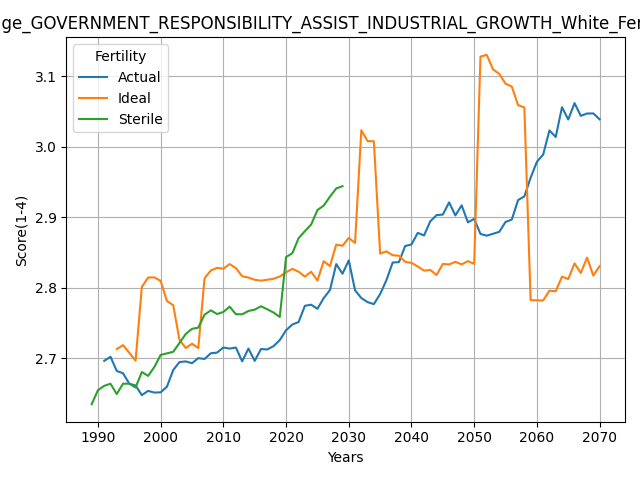 ge_GOVERNMENT_RESPONSIBILITY_ASSIST_INDUSTRIAL_GROWTH_White_Fer
Fertility
Actual
Ideal
Sterile
Score(1-4)
3.1
3.0
2.9
2.8
2.7
1990 2000 2010 2020 2030 2040 2050 2060 2070
Years